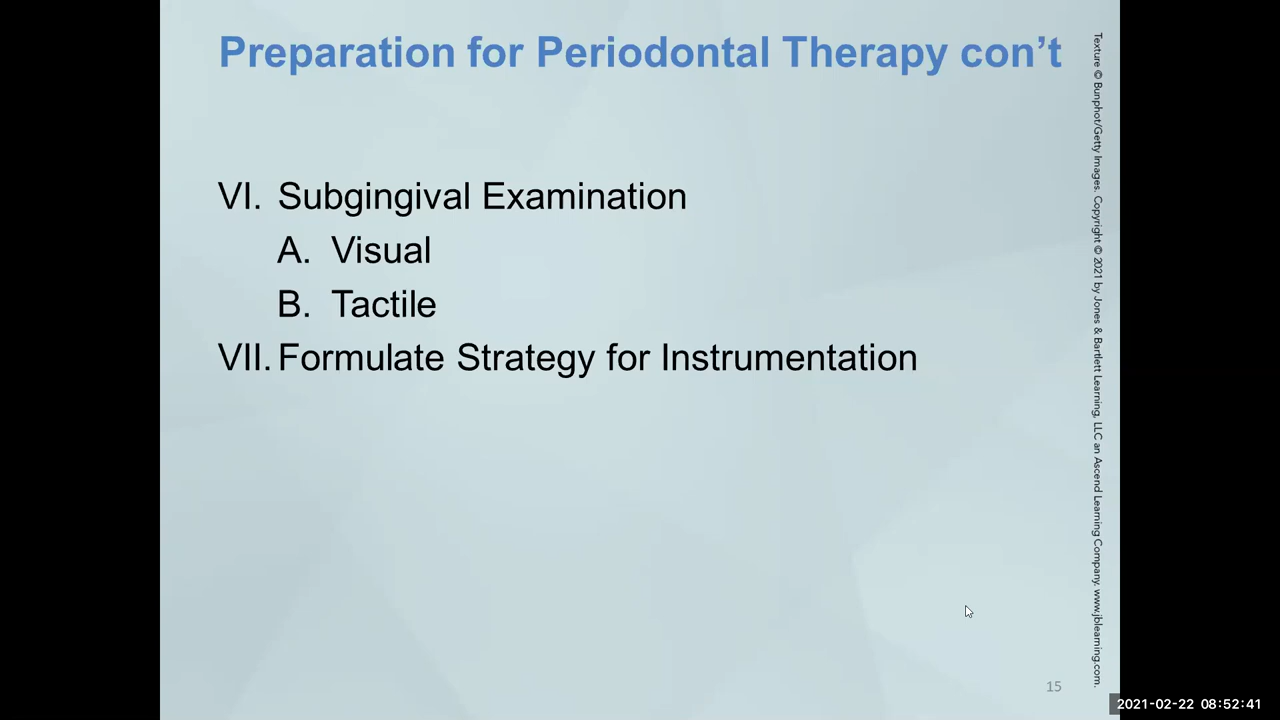 Preparation for Periodontal Therapy con’t
VI. Subgingival Examination
A. Visual
B. Tactile
VII. Formulate Strategy for Instrumentation
Texture © Bunphot/Getty Images. Copyright © 2021 by Jones & Bartlett Learning, LLC an Ascend Learning Company. www.jblearning.com.
15
2021-02-22 08:52:41